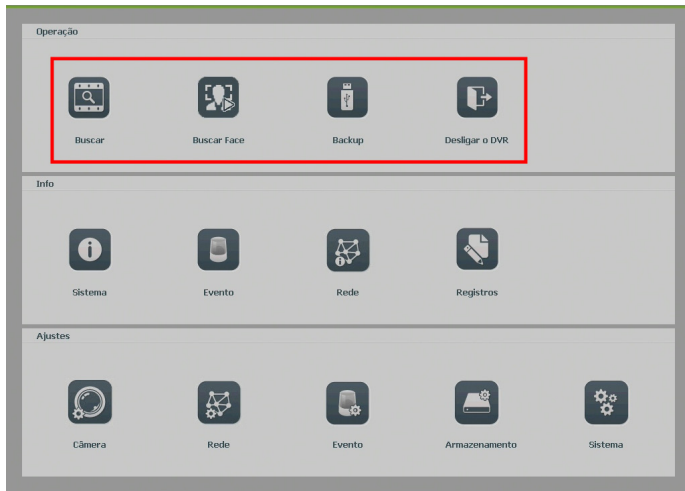 Operação
Buscar
Buscar Face
Backup
Desligar o DVR
Info
Sistema
Evento
Rede
Registros
Ajustes
Câmera
Rede
Evento
Armazenamento
Sistema